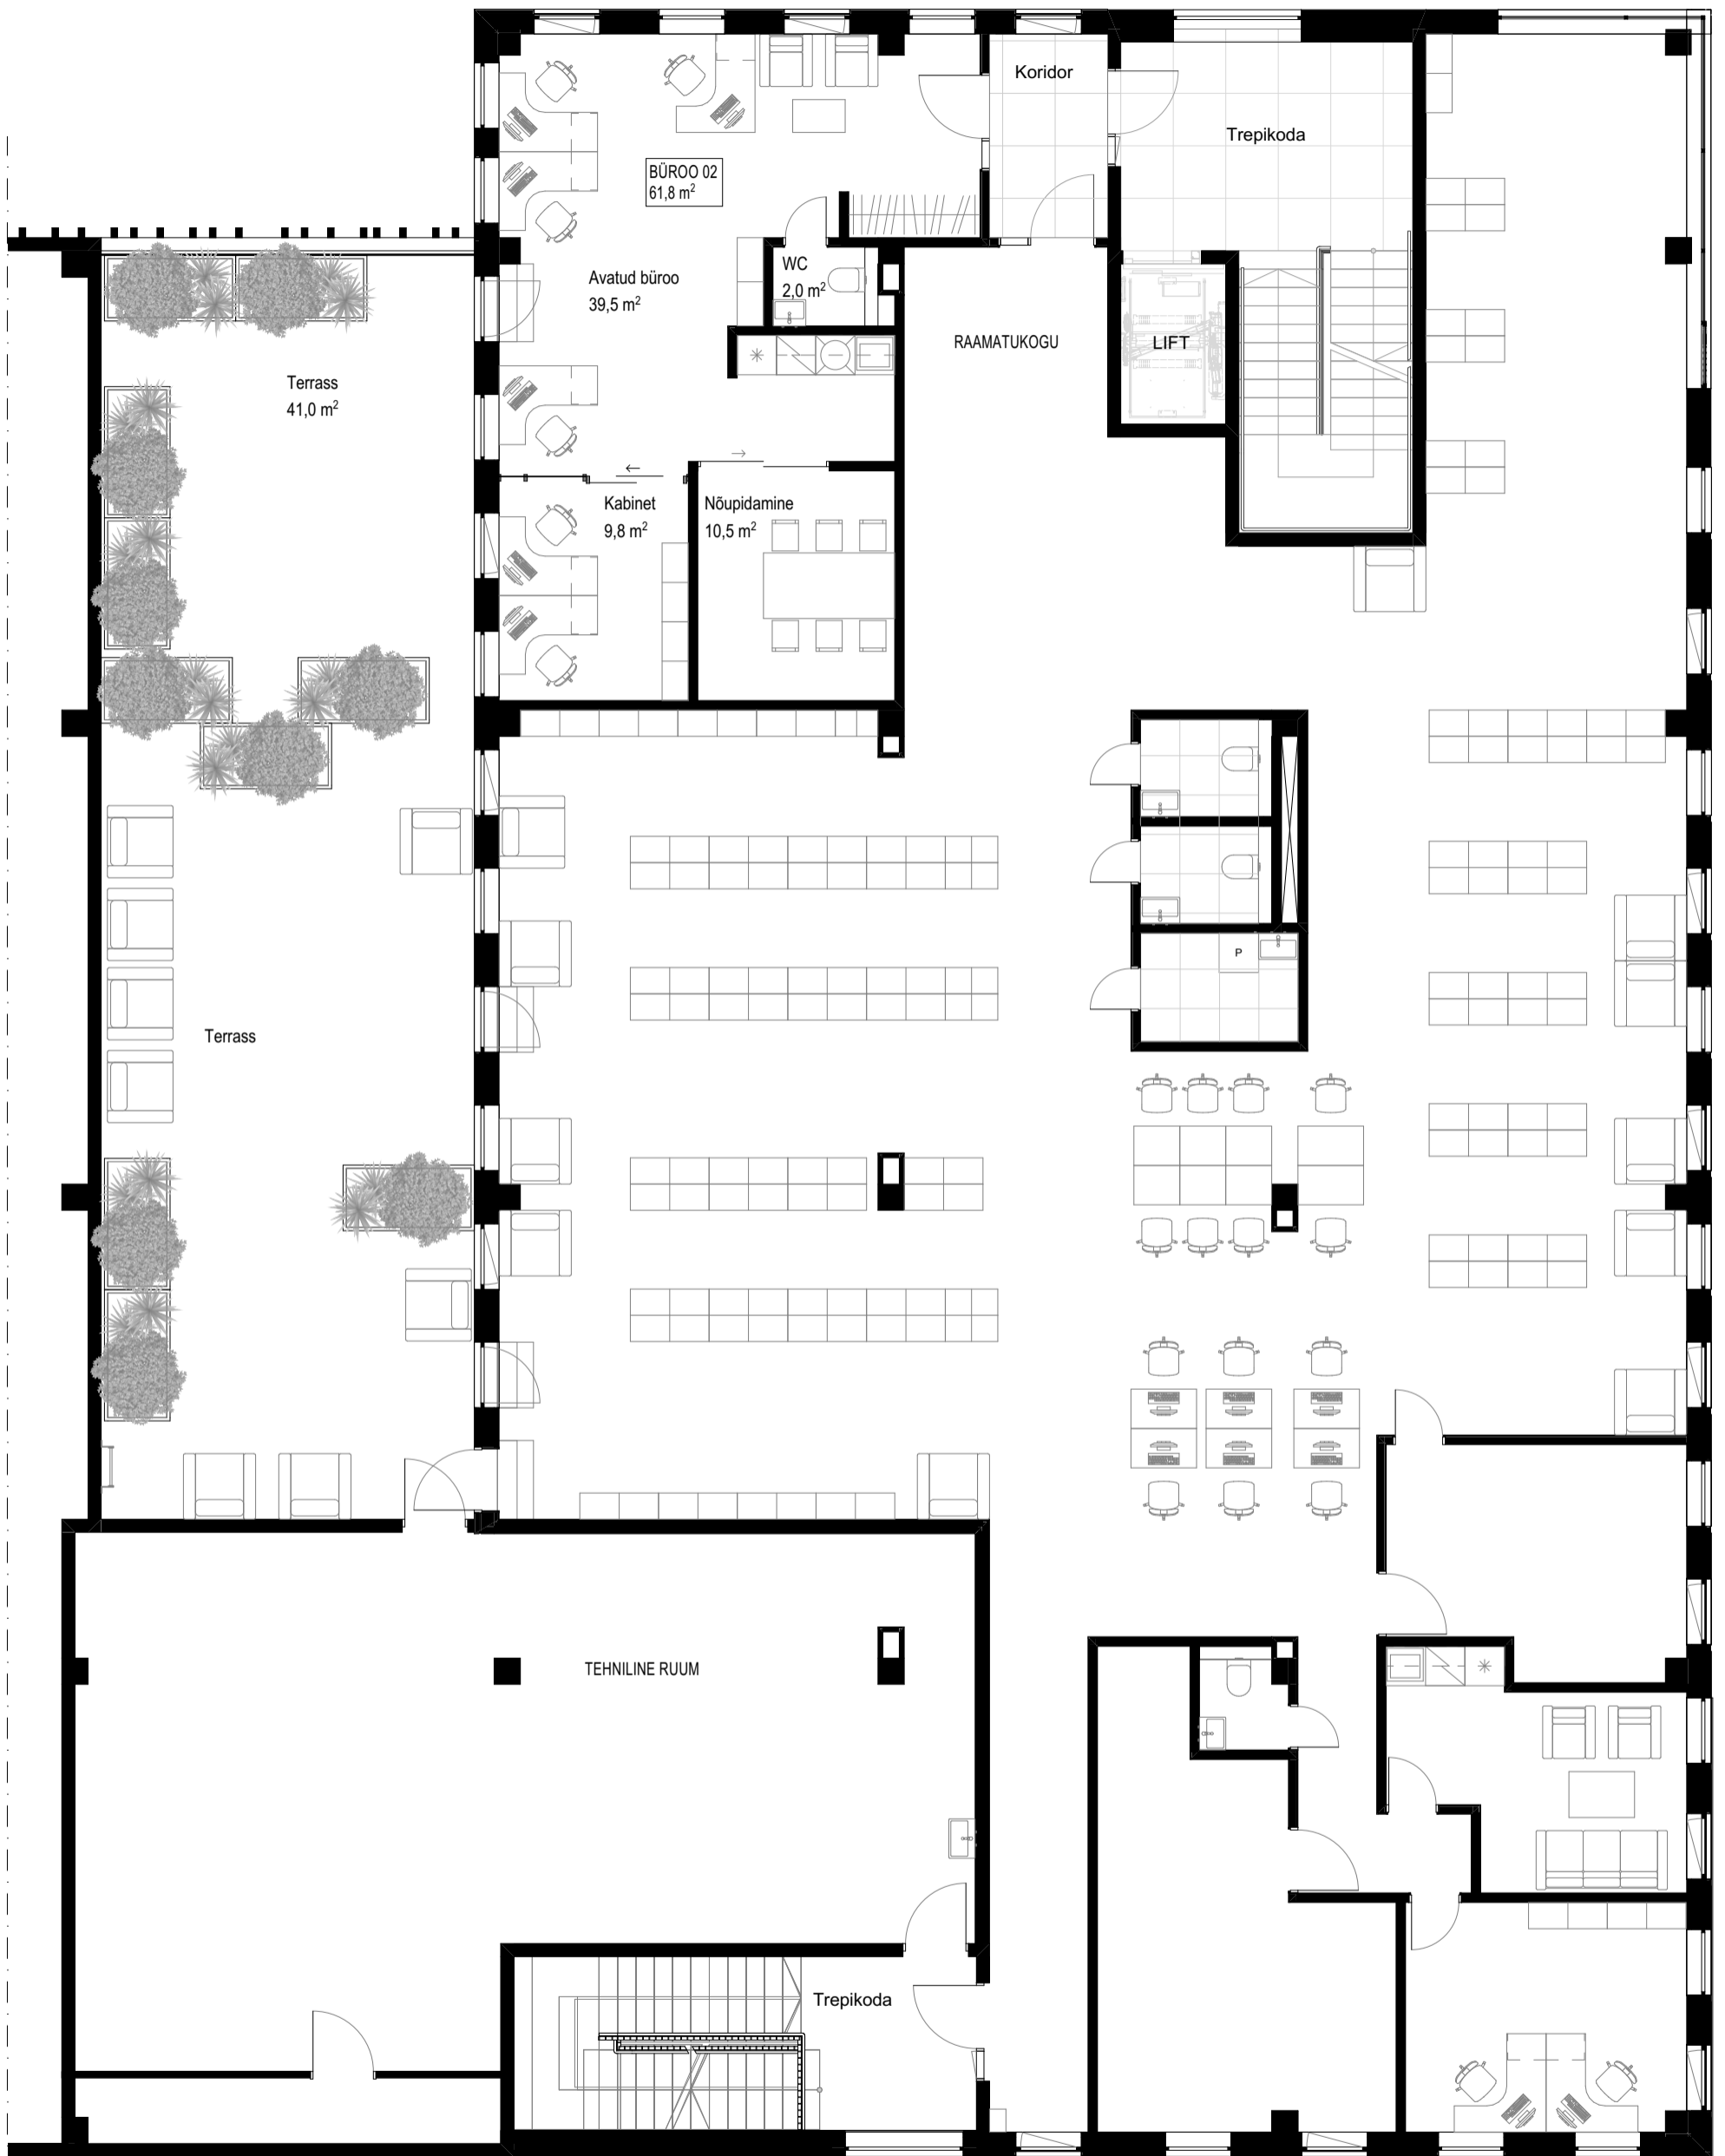 Koridor
Trepikoda
BÜROO 02
61,8 m²
WC
2,0 m²
Avatud büroo
39,5 m²
RAAMATUKOGU
LIFT
Terrass
41,0 m²
Kabinet
9,8 m²
Nõupidamine
10,5 m²
P
Terrass
TEHNILINE RUUM
Trepikoda